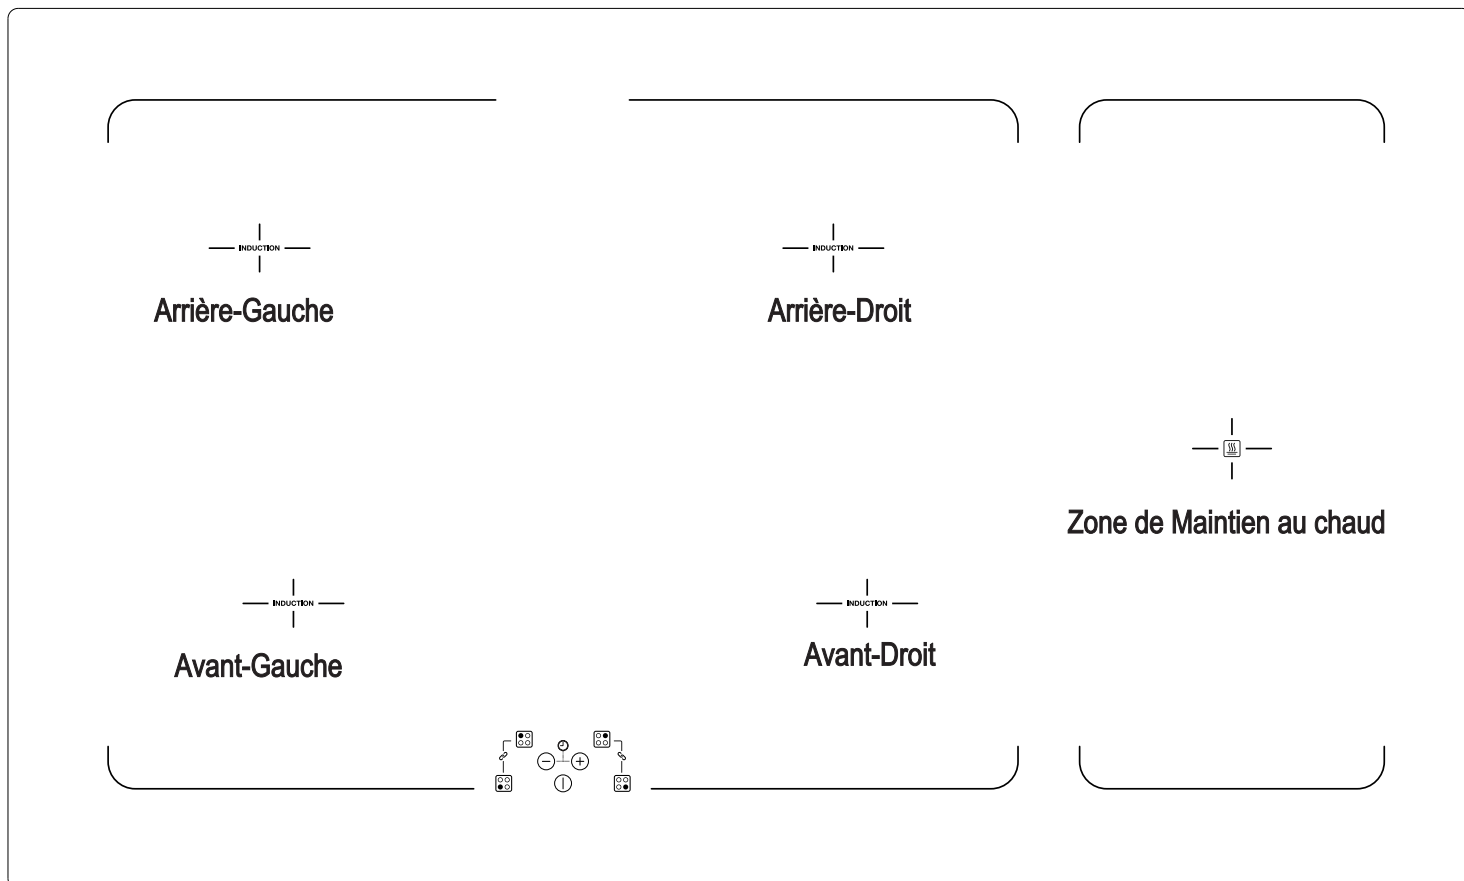 INDUCTION
INDUCTION
Arrière-Gauche
Arrière-Droit
Zone de Maintien au chaud
INDUCTION
INDUCTION
Avant-Gauche
Avant-Droit